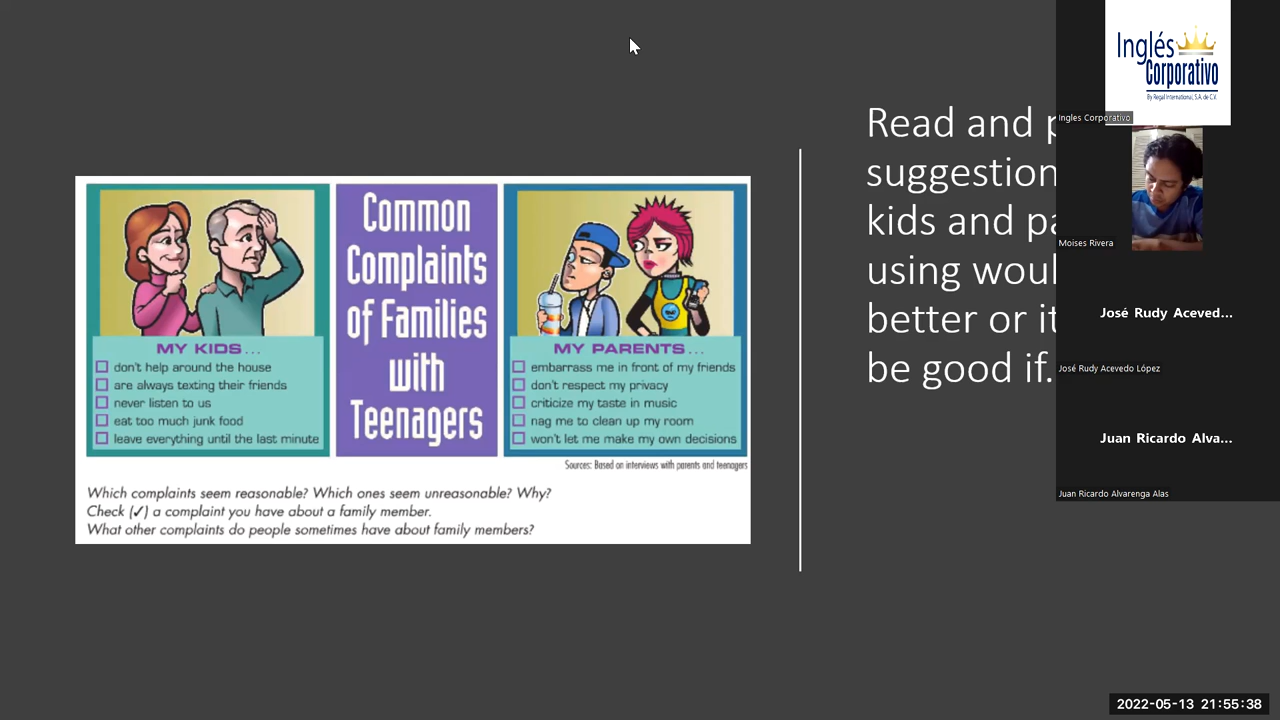 Common
Complaints
of Families
with
Teenagers
MY KIDS...
don't help around the house
are always texting their friends
never listen to us
eat too much junk food
leave everything until the last minute
MY PARENTS...
embarrass me in front of my friends
don't respect my privacy
criticize my taste in music
nag me to clean up my room
won't let me make my own decisions
Sources: Based on interviews with parents and teenagers
Which complaints seem reasonable? Which ones seem unreasonable? Why?
Check (✓) a complaint you have about a family member.
What other complaints do people sometimes have about family members?
Read and
suggestion
kids and
using
better or
be good if.
Inglés
Corporativo
By Regal International, S.A. de C.V.
Ingles Corporativo
Moises Rivera
José Rudy Aceved...
José Rudy Acevedo López
Juan Ricardo Alva...
Juan Ricardo Alvarenga Alas
2022-05-13 21:55:38